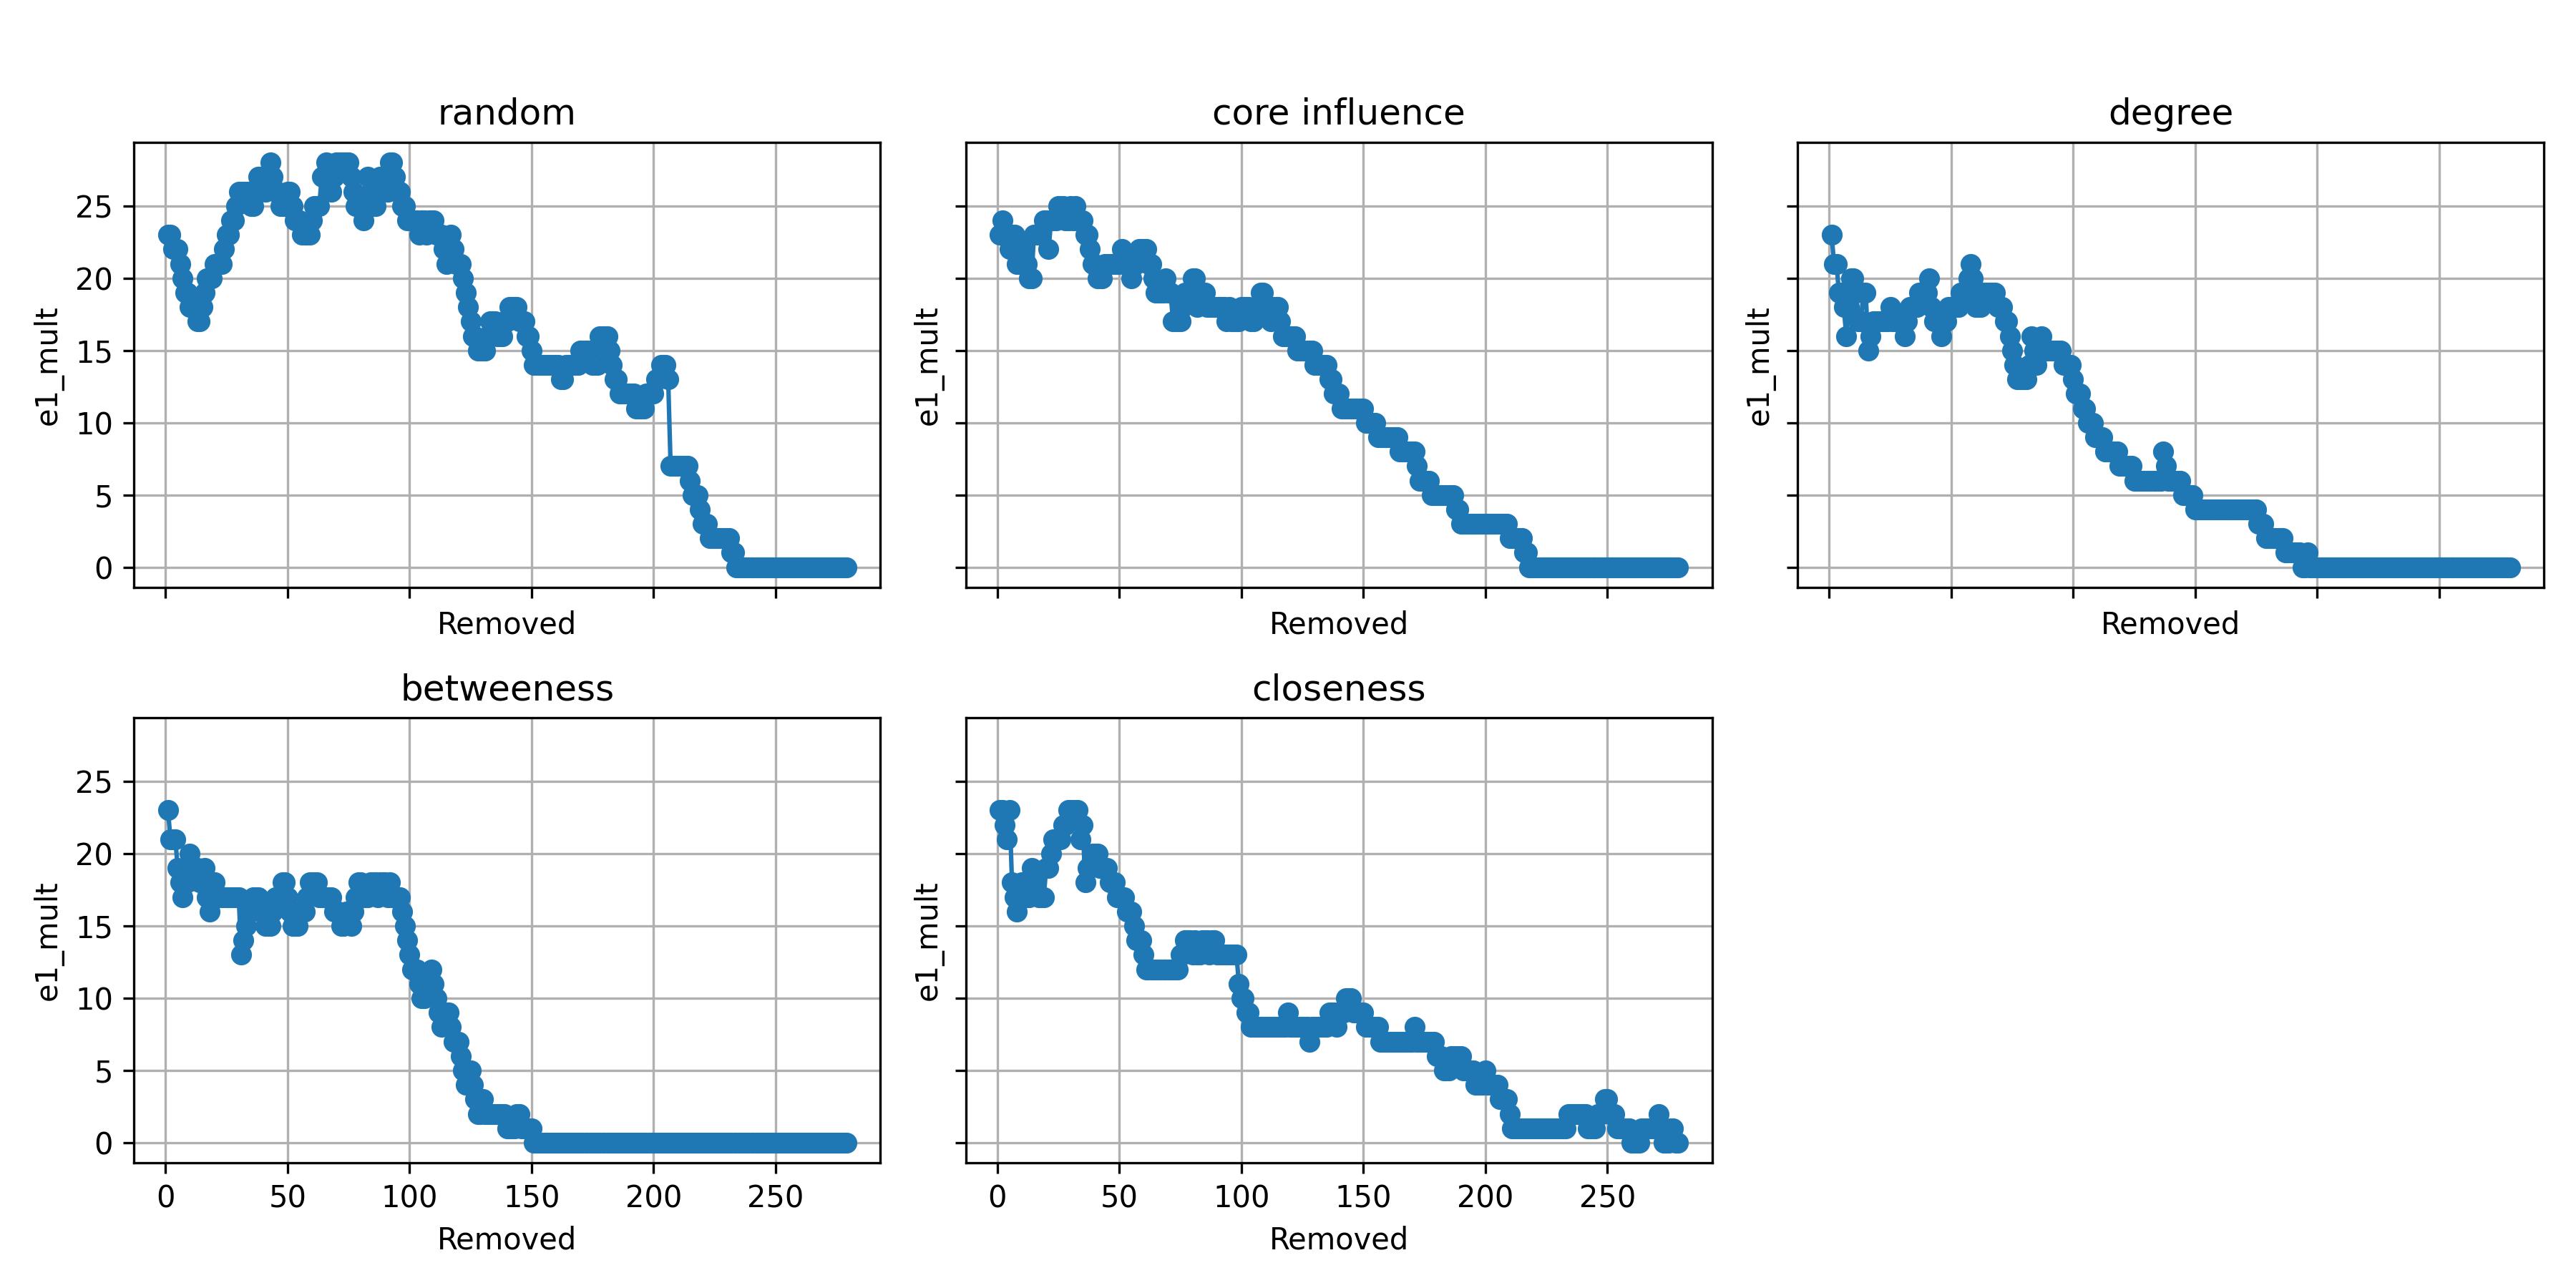 random
core influence
degree
25
20
15
10
5
0
e1_mult
e1_mult
e1_mult
Removed
Removed
Removed
betweeness
closeness
25
20
15
10
5
0
e1_mult
e1_mult
0 50 100 150 200 250
0 50 100 150 200 250
Removed
Removed